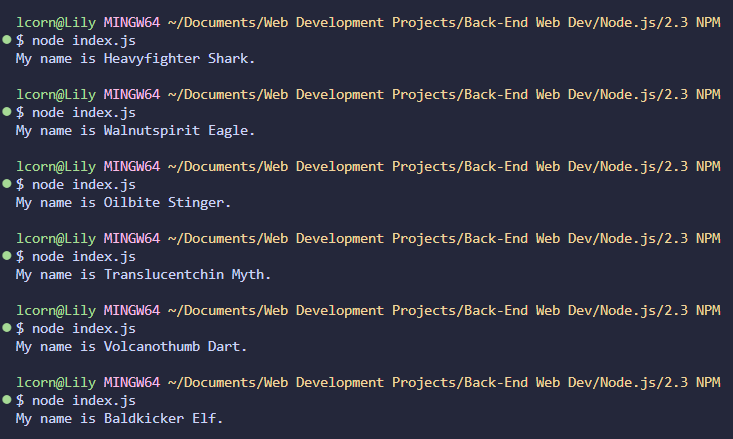 lcorn@Lily MINGW64 ~/Documents/Web Development Projects/Back-End Web Dev/Node.js/2.3 NPM
$ node index.js
My name is Heavyfighter Shark.
lcorn@Lily MINGW64 ~/Documents/Web Development Projects/Back-End Web Dev/Node.js/2.3 NPM
$ node index.js
My name is Walnutspirit Eagle.
lcorn@Lily MINGW64 ~/Documents/Web Development Projects/Back-End Web Dev/Node.js/2.3 NPM
$ node index.js
My name is Oilbite Stinger.
lcorn@Lily MINGW64 ~/Documents/Web Development Projects/Back-End Web Dev/Node.js/2.3 NPM
$ node index.js
My name is Translucentchin Myth.
lcorn@Lily MINGW64 ~/Documents/Web Development Projects/Back-End Web Dev/Node.js/2.3 NPM
$ node index.js
My name is Volcanothumb Dart.
lcorn@Lily MINGW64 ~/Documents/Web Development Projects/Back-End Web Dev/Node.js/2.3 NPM
$ node index.js
My name is Baldkicker Elf.